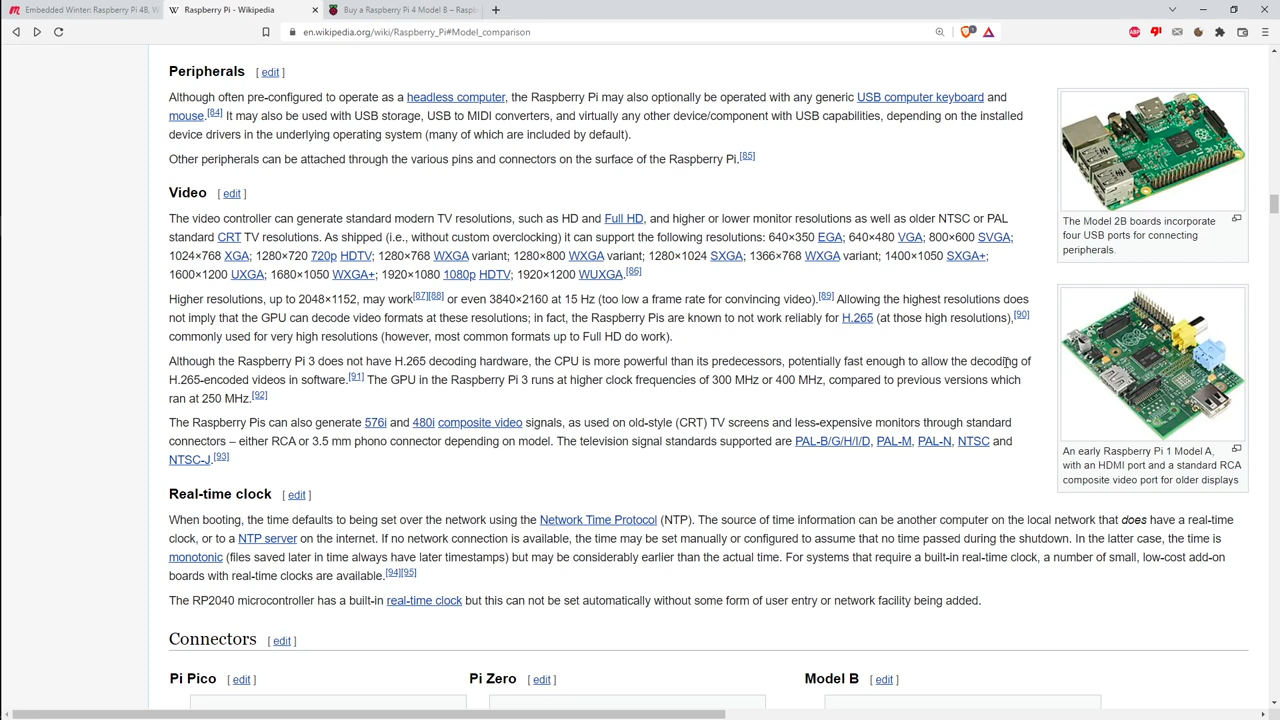 Embedded Winter: Raspberry Pi 4B, W
Raspberry Pi - Wikipedia
Buy a Raspberry Pi 4 Model B – Raspb
en.wikipedia.org/wiki/Raspberry_Pi#Model_comparison
Peripherals [ edit ]
Although often pre-configured to operate as a headless computer, the Raspberry Pi may also optionally be operated with any generic USB computer keyboard and
mouse.[84] It may also be used with USB storage, USB to MIDI converters, and virtually any other device/component with USB capabilities, depending on the installed
device drivers in the underlying operating system (many of which are included by default).
Other peripherals can be attached through the various pins and connectors on the surface of the Raspberry Pi.[85]
The Model 2B boards incorporate
four USB ports for connecting
peripherals.
Video [ edit ]
The video controller can generate standard modern TV resolutions, such as HD and Full HD, and higher or lower monitor resolutions as well as older NTSC or PAL
standard CRT TV resolutions. As shipped (i.e., without custom overclocking) it can support the following resolutions: 640×350 EGA; 640×480 VGA; 800×600 SVGA;
1024×768 XGA; 1280×720 720p HDTV; 1280×768 WXGA variant; 1280×800 WXGA variant; 1280×1024 SXGA; 1366×768 WXGA variant; 1400×1050 SXGA+;
1600×1200 UXGA; 1680×1050 WXGA+; 1920×1080 1080p HDTV; 1920×1200 WUXGA.[86]
Higher resolutions, up to 2048×1152, may work[87][88] or even 3840×2160 at 15 Hz (too low a frame rate for convincing video).[89] Allowing the highest resolutions does
not imply that the GPU can decode video formats at these resolutions; in fact, the Raspberry Pis are known to not work reliably for H.265 (at those high resolutions),[90]
commonly used for very high resolutions (however, most common formats up to Full HD do work).
Although the Raspberry Pi 3 does not have H.265 decoding hardware, the CPU is more powerful than its predecessors, potentially fast enough to allow the decoding of
H.265-encoded videos in software.[91] The GPU in the Raspberry Pi 3 runs at higher clock frequencies of 300 MHz or 400 MHz, compared to previous versions which
ran at 250 MHz.[92]
The Raspberry Pis can also generate 576i and 480i composite video signals, as used on old-style (CRT) TV screens and less-expensive monitors through standard
connectors – either RCA or 3.5 mm phono connector depending on model. The television signal standards supported are PAL-B/G/H/I/D, PAL-M, PAL-N, NTSC and
NTSC-J.[93]
An early Raspberry Pi 1 Model A,
with an HDMI port and a standard RCA
composite video port for older displays
Real-time clock [ edit ]
When booting, the time defaults to being set over the network using the Network Time Protocol (NTP). The source of time information can be another computer on the local network that does have a real-time
clock, or to a NTP server on the internet. If no network connection is available, the time may be set manually or configured to assume that no time passed during the shutdown. In the latter case, the time is
monotonic (files saved later in time always have later timestamps) but may be considerably earlier than the actual time. For systems that require a built-in real-time clock, a number of small, low-cost add-on
boards with real-time clocks are available.[94][95]
The RP2040 microcontroller has a built-in real-time clock but this can not be set automatically without some form of user entry or network facility being added.
Connectors [ edit ]
Pi Pico [ edit ]
Pi Zero [ edit ]
Model B [ edit ]